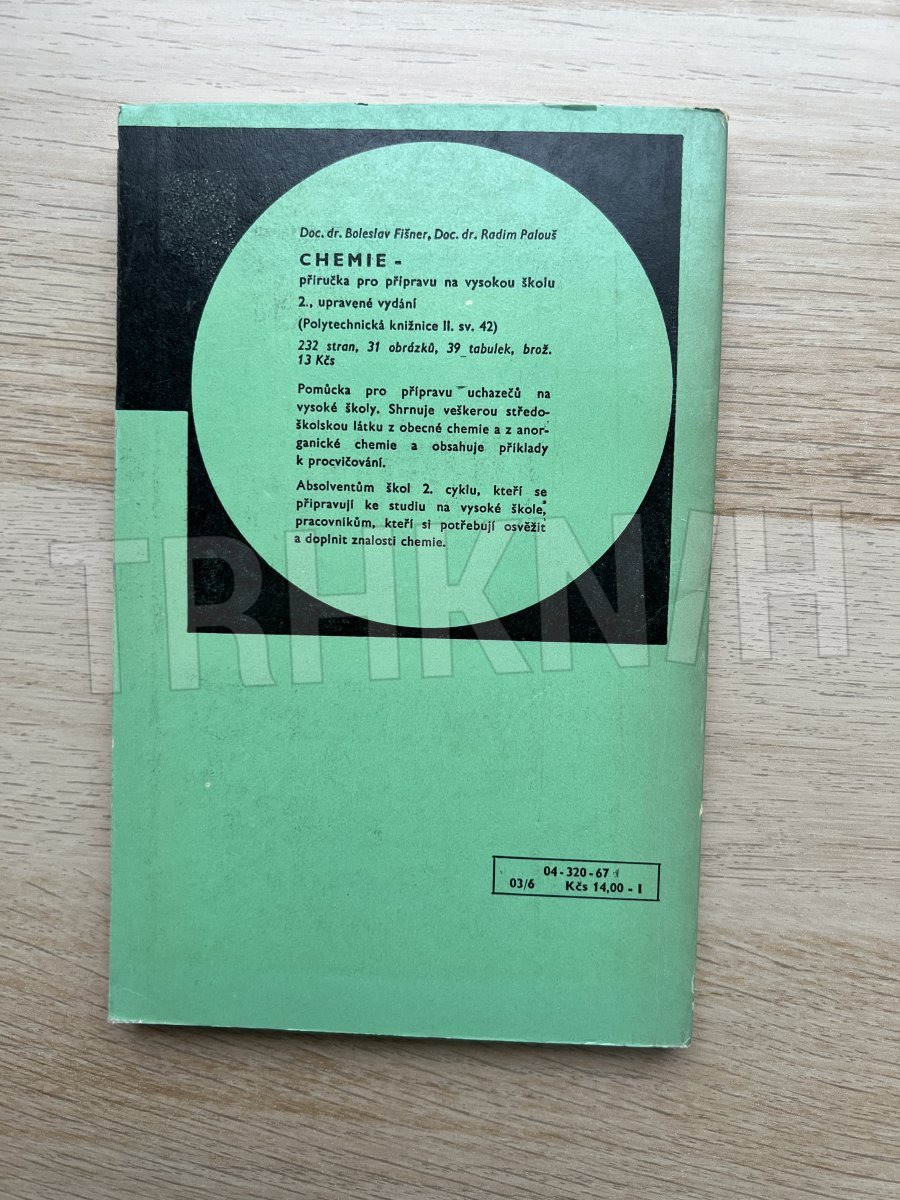 Doc. dr. Boleslav Fišner, Doc. dr. Radim Palouš
CHEMIE -
příručka pro přípravu na vysokou školu
2., upravené vydání
(Polytechnická knižnice II. sv. 42)
232 stran, 31 obrázků, 39 tabulek, brož.
13 Kčs
Pomůcka pro přípravu uchazečů na
vysoké školy. Shrnuje veškerou středo-
školskou látku z obecné chemie a z anor-
ganické chemie a obsahuje příklady
k procvičování.
Absolventům škol 2. cyklu, kteří se
připravují ke studiu na vysoké škole,
pracovníkům, kteří si potřebují osvěžit
a doplnit znalosti chemie.
TRHKNIH
04-320-67
03/6 Kčs 14,00 - I